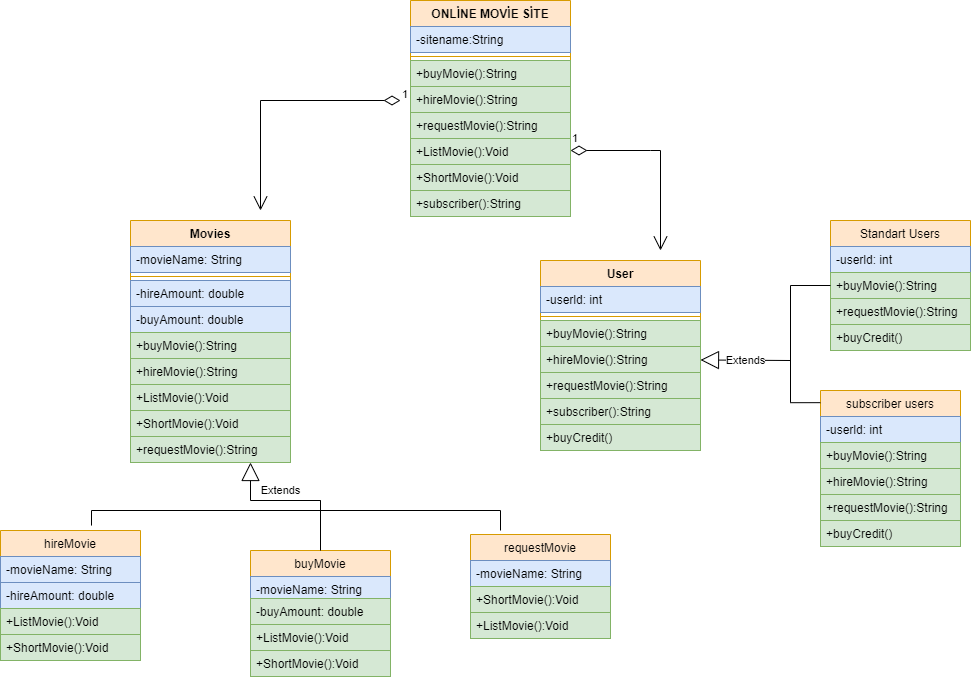 ONLİNE MOVİE SİTE
-sitename:String
+buyMovie():String
+hireMovie():String
+requestMovie():String
+ListMovie():Void
+ShortMovie():Void
+subscriber():String
1
1
Movies
-movieName: String
-hireAmount: double
-buyAmount: double
+buyMovie():String
+hireMovie():String
+ListMovie():Void
+ShortMovie():Void
+requestMovie():String
User
-userId: int
+buyMovie():String
+hireMovie():String
+requestMovie():String
+subscriber():String
+buyCredit()
Extends
Standart Users
-userId: int
+buyMovie():String
+requestMovie():String
+buyCredit()
subscriber users
-userId: int
+buyMovie():String
+hireMovie():String
+requestMovie():String
+buyCredit()
Extends
hireMovie
-movieName: String
-hireAmount: double
+ListMovie():Void
+ShortMovie():Void
buyMovie
-movieName: String
-buyAmount: double
+ListMovie():Void
+ShortMovie():Void
requestMovie
-movieName: String
+ShortMovie():Void
+ListMovie():Void